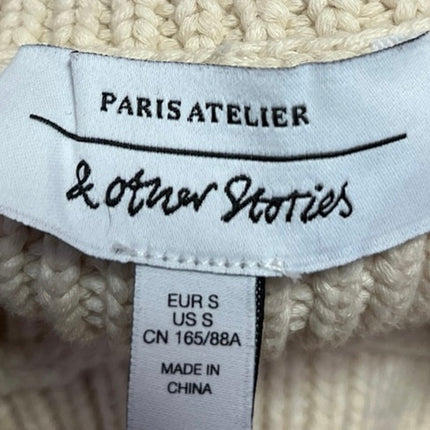 PARIS ATELIER
& other Stories
EUR S
US S
CN 165/88A
MADE IN
CHINA